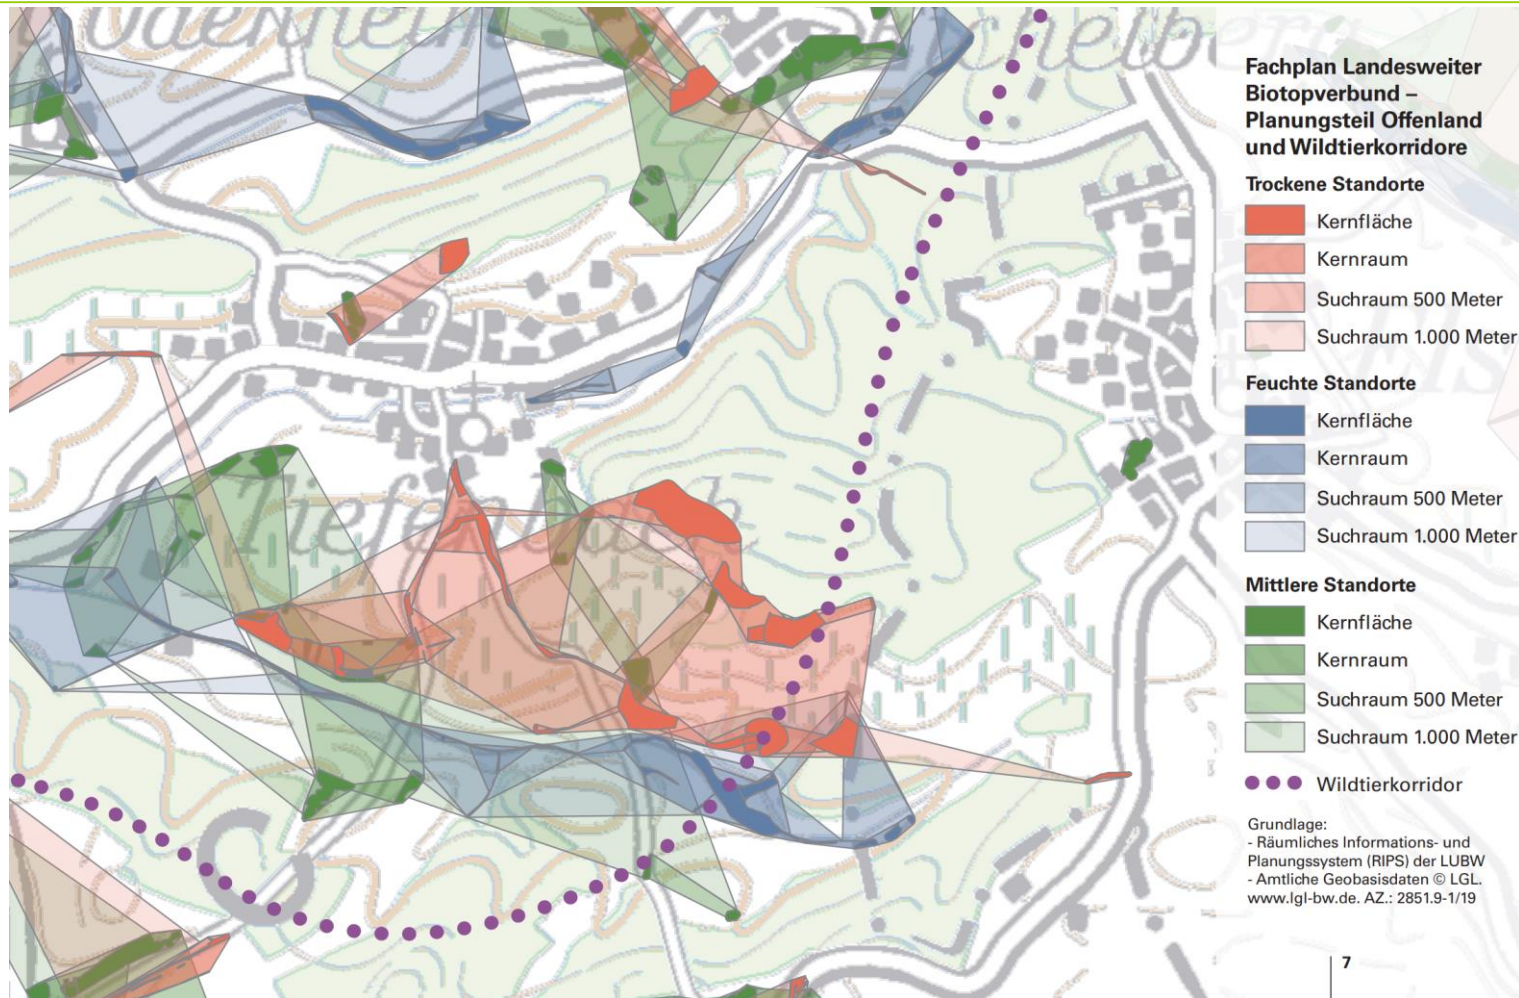 Tiefenbach
Fachplan Landesweiter
Biotopverbund –
Planungsteil Offenland
und Wildtierkorridore
Trockene Standorte
Kernfläche
Kernraum
Suchraum 500 Meter
Suchraum 1.000 Meter
Feuchte Standorte
Kernfläche
Kernraum
Suchraum 500 Meter
Suchraum 1.000 Meter
Mittlere Standorte
Kernfläche
Kernraum
Suchraum 500 Meter
Suchraum 1.000 Meter
Wildtierkorridor
Grundlage:
- Räumliches Informations- und
Planungssystem (RIPS) der LUBW
- Amtliche Geobasisdaten © LGL.
www.lgl-bw.de. AZ.: 2851.9-1/19
7